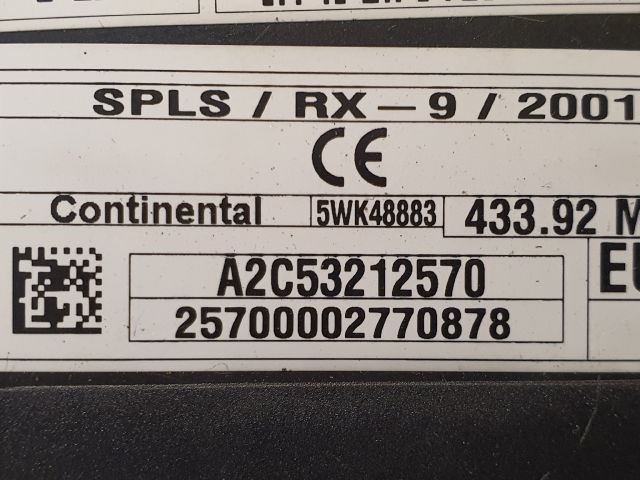 SPLS / RX - 9 / 2001
CE
Continental 5WK48883 433.92 M
A2C53212570 EU
25700002770878